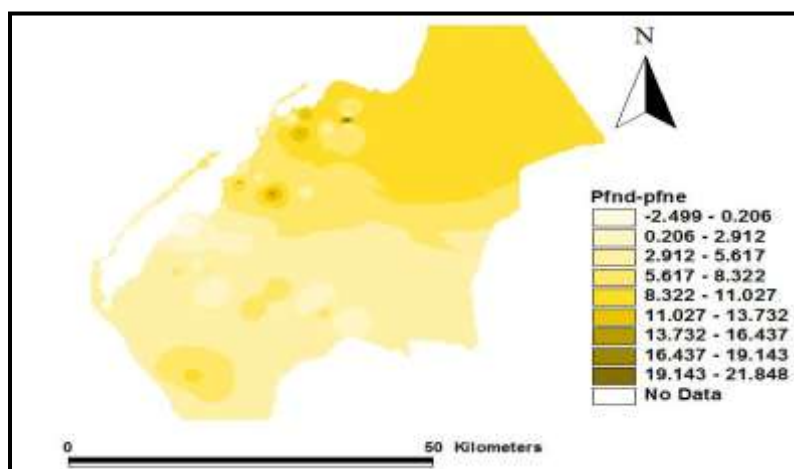 N
Pfnd-pfne
-2.499 - 0.206
0.206 - 2.912
2.912 - 5.617
5.617 - 8.322
8.322 - 11.027
11.027 - 13.732
13.732 - 16.437
16.437 - 19.143
19.143 - 21.848
No Data
0 50 Kilometers